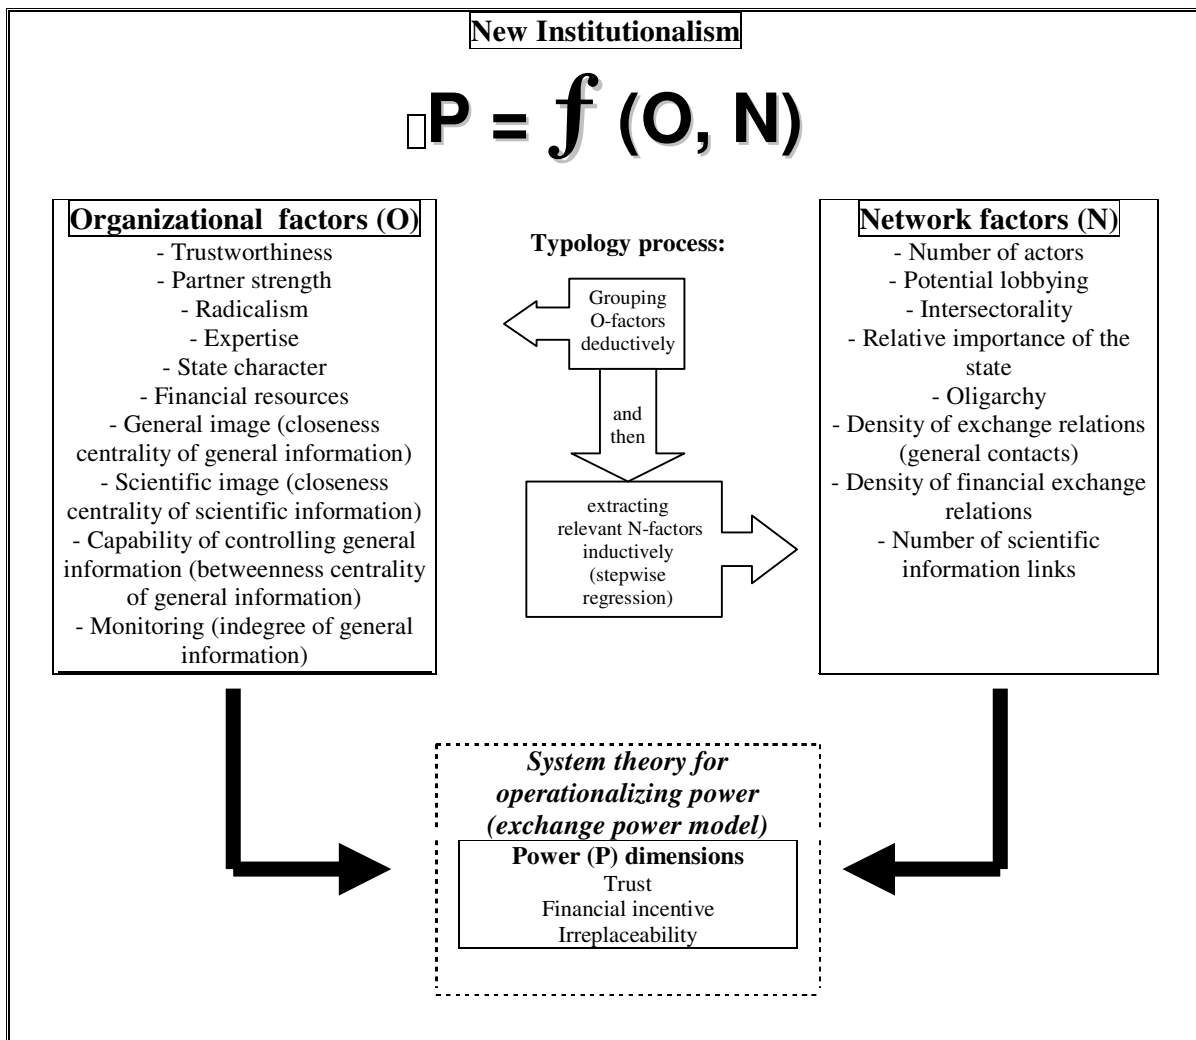 New Institutionalism
P = ƒ (O, N)
Organizational factors (O)
- Trustworthiness
- Partner strength
- Radicalism
- Expertise
- State character
- Financial resources
- General image (closeness
centrality of general information)
- Scientific image (closeness
centrality of scientific information)
- Capability of controlling general
information (betweenness centrality
of general information)
- Monitoring (indegree of general
information)
Typology process:
Grouping
O-factors
deductively
and
then
extracting
relevant N-factors
inductively
(stepwise
regression)
Network factors (N)
- Number of actors
- Potential lobbying
- Intersectorality
- Relative importance of the
state
- Oligarchy
- Density of exchange relations
(general contacts)
- Density of financial exchange
relations
- Number of scientific
information links
System theory for
operationalizing power
(exchange power model)
Power (P) dimensions
Trust
Financial incentive
Irreplaceability